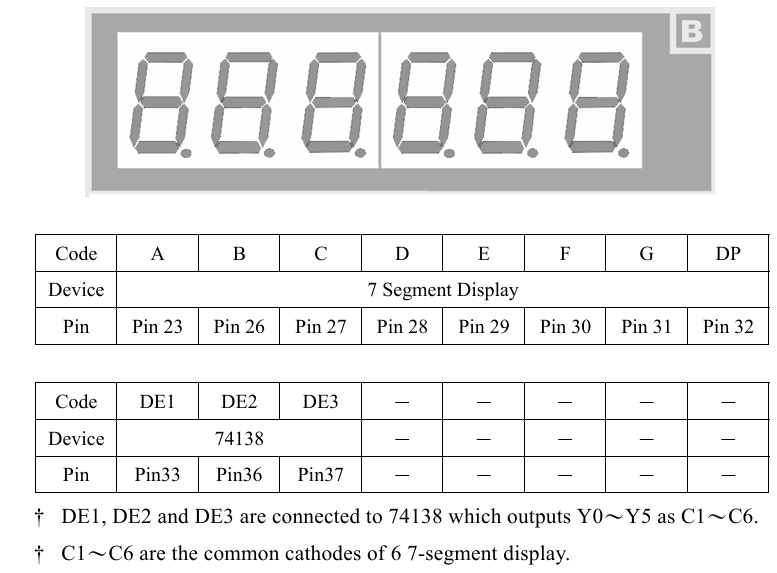 B
Code A B C D E F G DP
Device 7 Segment Display
Pin Pin 23 Pin 26 Pin 27 Pin 28 Pin 29 Pin 30 Pin 31 Pin 32
Code DE1 DE2 DE3 — — — — —
Device 74138 — — — — —
Pin Pin33 Pin36 Pin37 — — — — —
† DE1, DE2 and DE3 are connected to 74138 which outputs Y0～Y5 as C1～C6.
† C1～C6 are the common cathodes of 6 7-segment display.